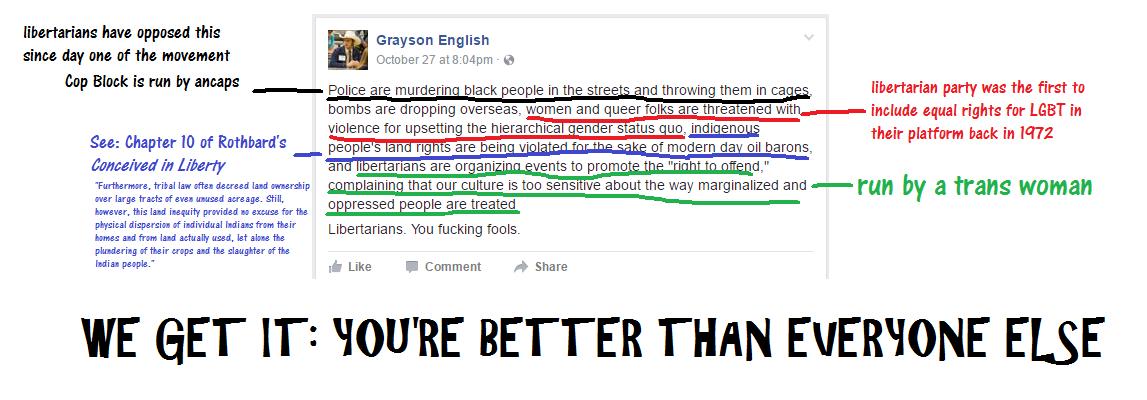 libertarians have opposed this
since day one of the movement
Cop Block is run by ancaps
See: Chapter 10 of Rothbard's
Conceived in Liberty
"Furthermore, tribal law often decreed land ownership
over large tracts of even unused acreage. Still,
however, this land inequity provided no excuse for the
physical dispersion of individual Indians from their
homes and from land actually used, let alone the
plundering of their crops and the slaughter of the
Indian people."
Grayson English
October 27 at 8:04pm ·
Police are murdering black people in the streets and throwing them in cages,
bombs are dropping overseas, women and queer folks are threatened with
violence for upsetting the hierarchical gender status quo, indigenous
people's land rights are being violated for the sake of modern day oil barons,
and libertarians are organizing events to promote the "right to offend,"
complaining that our culture is too sensitive about the way marginalized and
oppressed people are treated
Libertarians. You fucking fools.
Like Comment Share
libertarian party was the first to
include equal rights for LGBT in
their platform back in 1972
run by a trans woman
WE GET IT: YOU'RE BETTER THAN EVERYONE ELSE